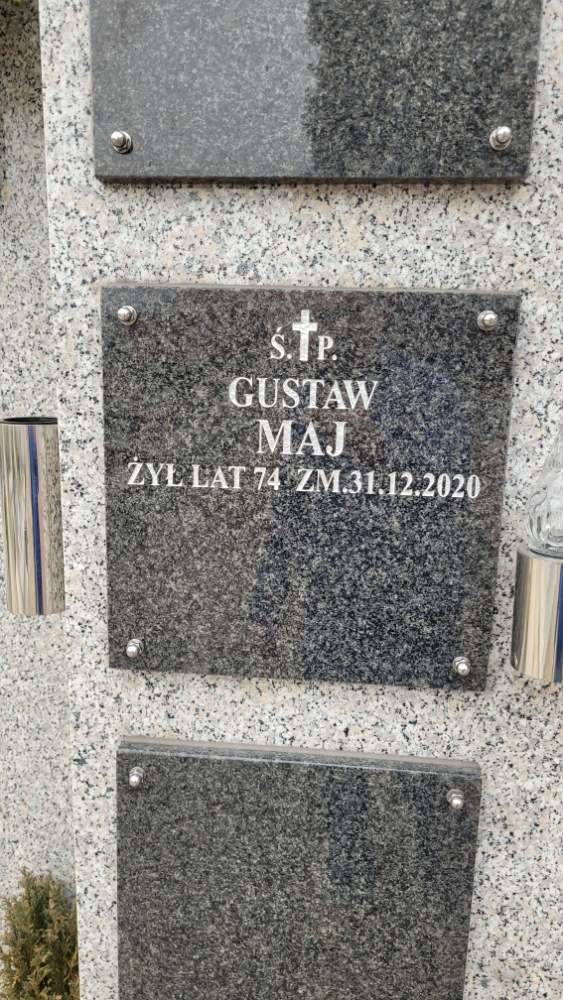 Ś.P.
GUSTAW
MAJ
ŻYŁ LAT 74 ZM.31.12.2020